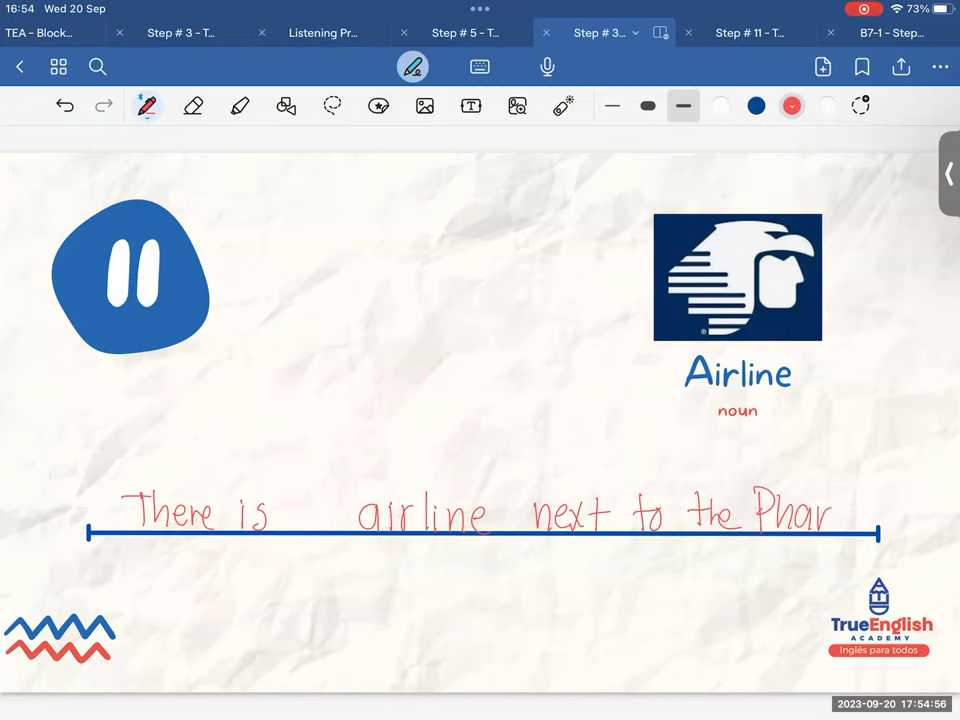 16:54 Wed 20 Sep
73%
TEA - Block...
Step # 3 - T...
Listening Pr...
Step # 5 - T...
Step # 3...
Step # 11 - T...
B7-1 - Step...
11
Airline
noun
There is airline next to the Phar
TrueEnglish
ACADEMY
Inglés para todos
2023-09-20 17:54:56